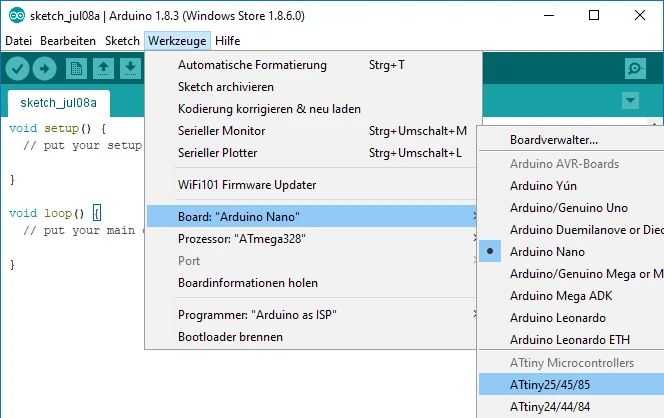 sketch_jul08a | Arduino 1.8.3 (Windows Store 1.8.6.0)
Datei Bearbeiten Sketch Werkzeuge Hilfe
sketch_jul08a
void setup() {
// put your setup
}
void loop() {
// put your main
}
Automatische Formatierung Strg+T
Sketch archivieren
Kodierung korrigieren & neu laden
Serieller Monitor Strg+Umschalt+M
Serieller Plotter Strg+Umschalt+L
WiFi101 Firmware Updater
Board: "Arduino Nano"
Prozessor: "ATmega328"
Port
Boardinformationen holen
Programmer: "Arduino as ISP"
Bootloader brennen
Boardverwalter...
Arduino AVR-Boards
Arduino Yún
Arduino/Genuino Uno
Arduino Duemilanove or Diec
Arduino Nano
Arduino/Genuino Mega or M
Arduino Mega ADK
Arduino Leonardo
Arduino Leonardo ETH
ATtiny Microcontrollers
ATtiny25/45/85
ATtiny24/44/84